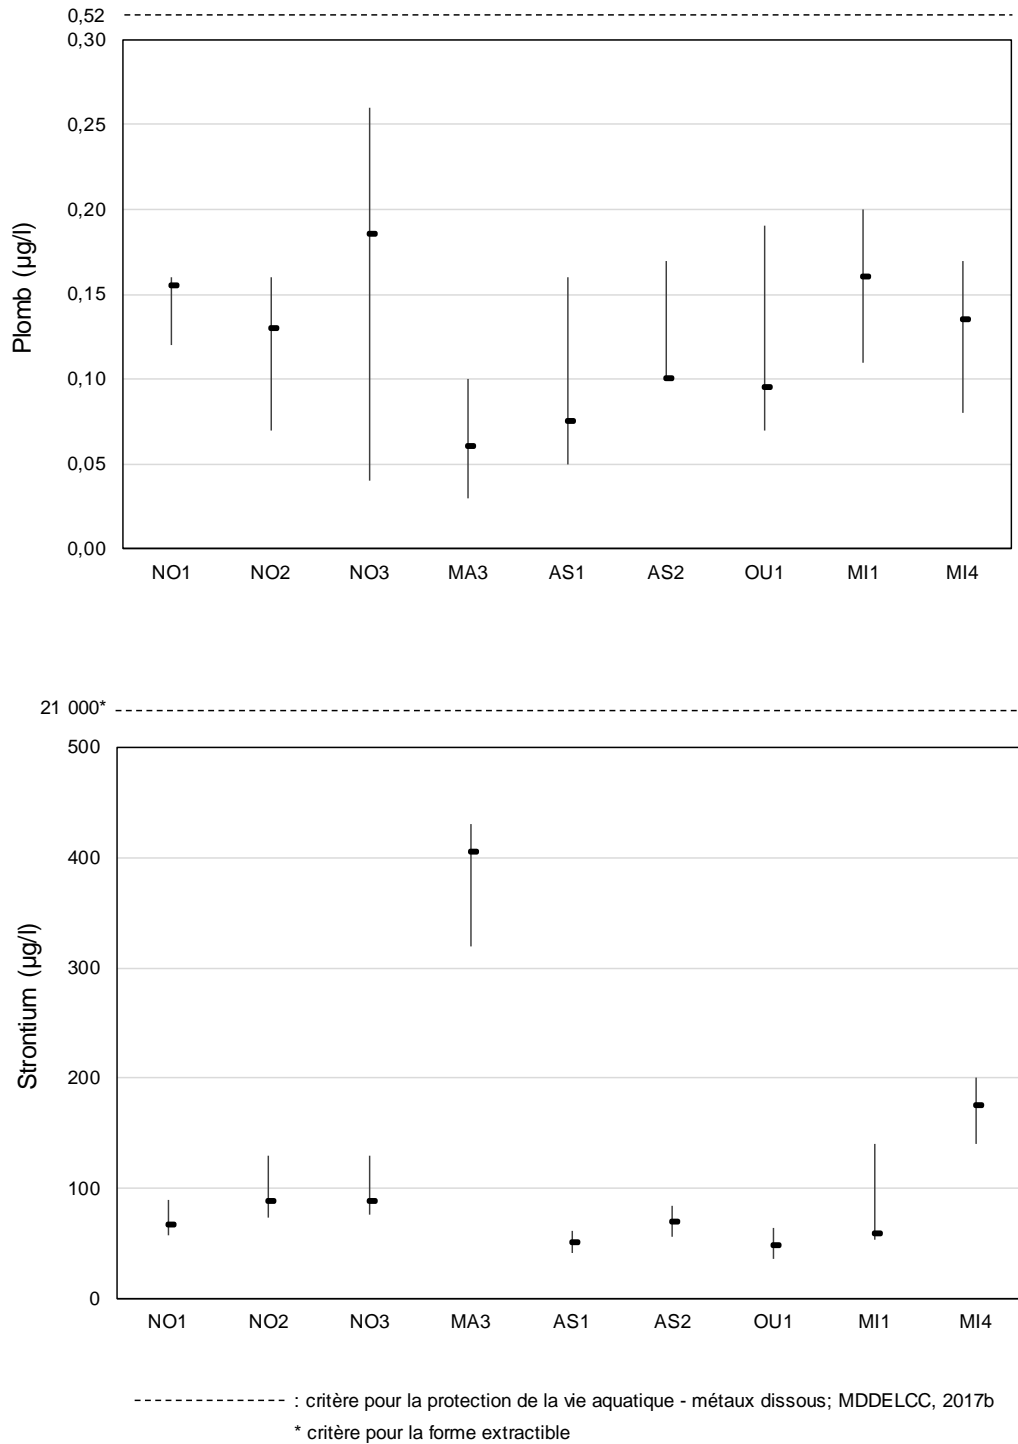 0,52
0,30
0,25
0,20
0,15
0,10
0,05
0,00
Plomb (µg/l)
NO1 NO2 NO3 MA3 AS1 AS2 OU1 MI1 MI4
21 000*
500
400
300
200
100
0
Strontium (µg/l)
NO1 NO2 NO3 MA3 AS1 AS2 OU1 MI1 MI4
: critère pour la protection de la vie aquatique - métaux dissous; MDDELCC, 2017b
* critère pour la forme extractible